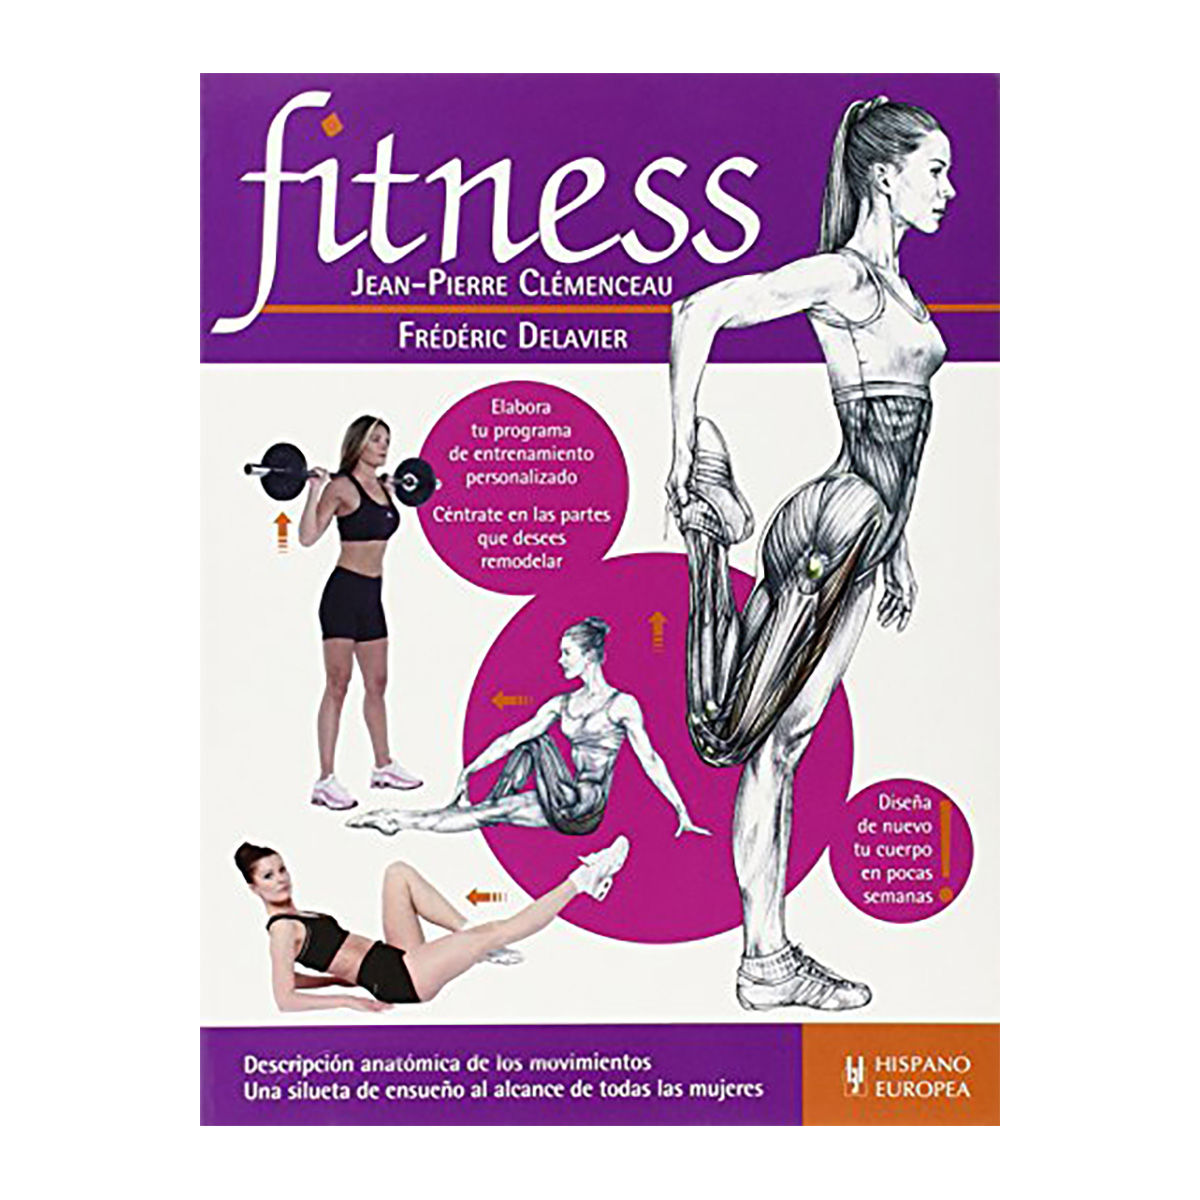 fitness
JEAN-PIERRE CLÉMENCEAU
FRÉDÉRIC DELAVIER
Elabora
tu programa
de entrenamiento
personalizado
Céntrate en las partes
que desees
remodelar
Diseña
de nuevo
tu cuerpo
en pocas
semanas!
Descripción anatómica de los movimientos
Una silueta de ensueño al alcance de todas las mujeres
HISPANO
EUROPEA